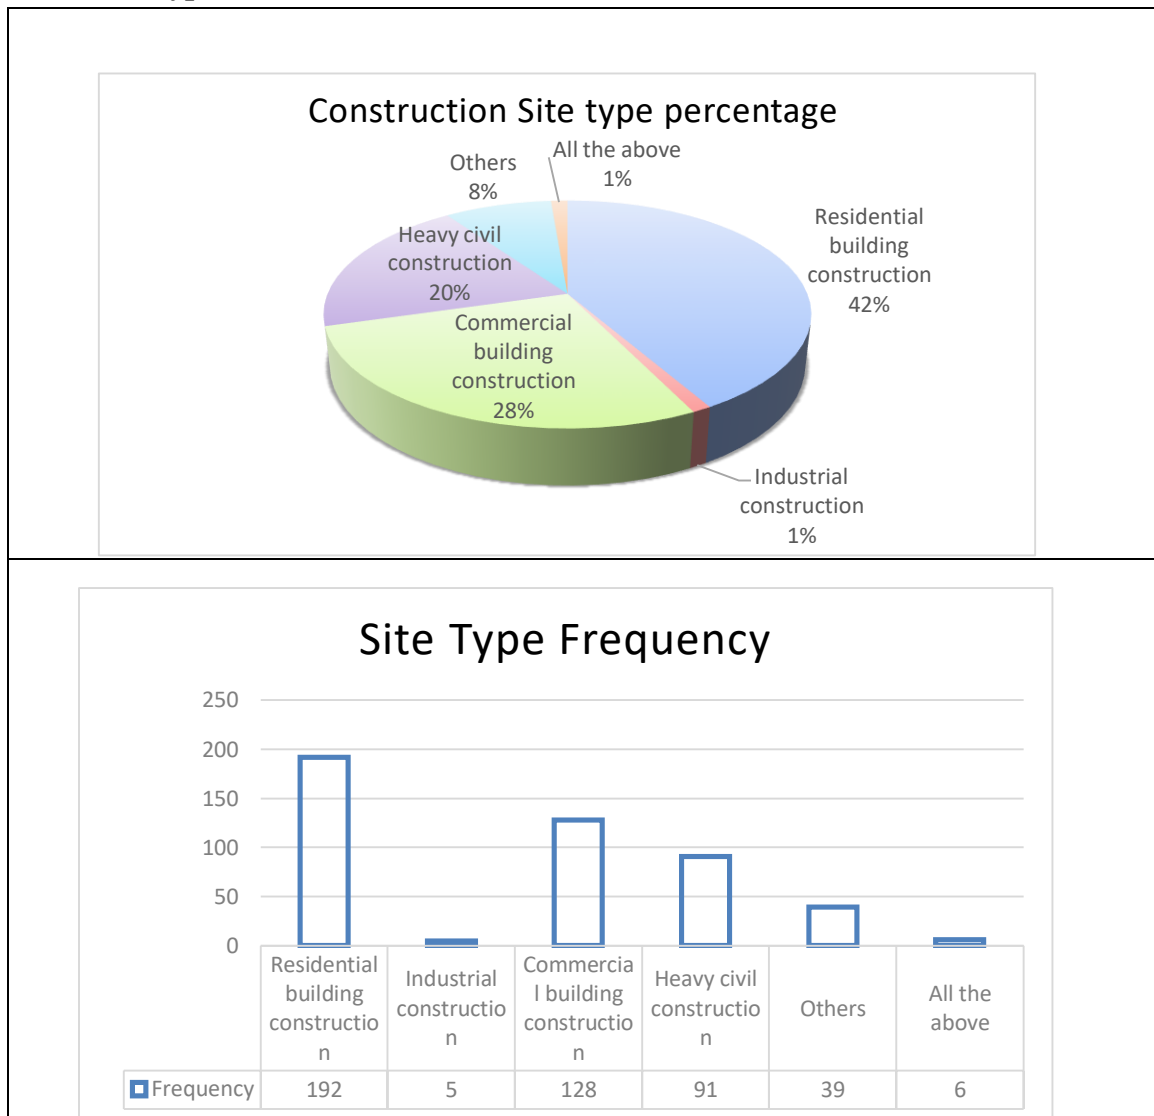 Construction Site type percentage
All the above
1%
Others
8%
Residential
building
construction
42%
Heavy civil
construction
20%
Commercial
building
construction
28%
Industrial
construction
1%
Site Type Frequency
250
200
150
100
50
0
Residential
building
constructio
n
Industrial
constructio
n
Commercia
l building
constructio
n
Heavy civil
constructio
n
Others
All the
above
Frequency 192 5 128 91 39 6